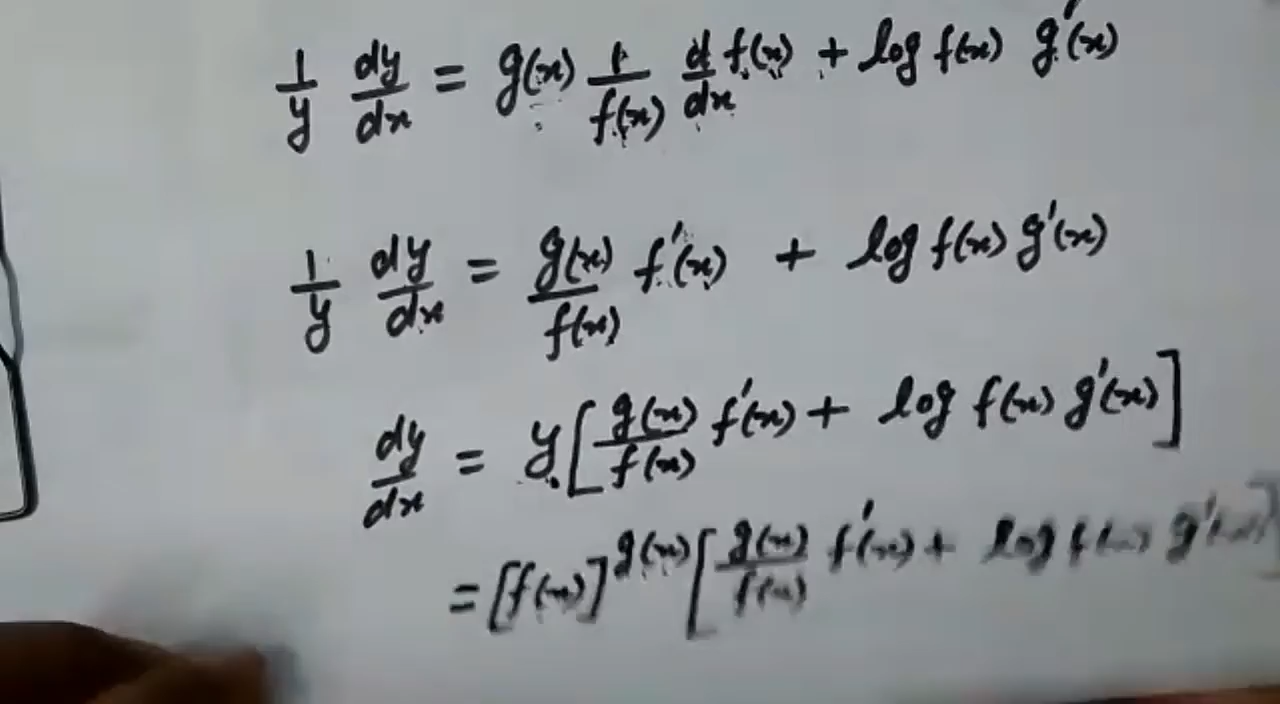 1/y dy/dx = g(x) 1/f(x) d/dx f(x) + log f(x) g'(x)
1/y dy/dx = g(x)/f(x) f'(x) + log f(x) g'(x)
dy/dx = y[g(x)/f(x) f'(x) + log f(x) g'(x)]
= [f(x)]^g(x) [g(x)/f(x) f'(x) + log f(x) g'(x)]